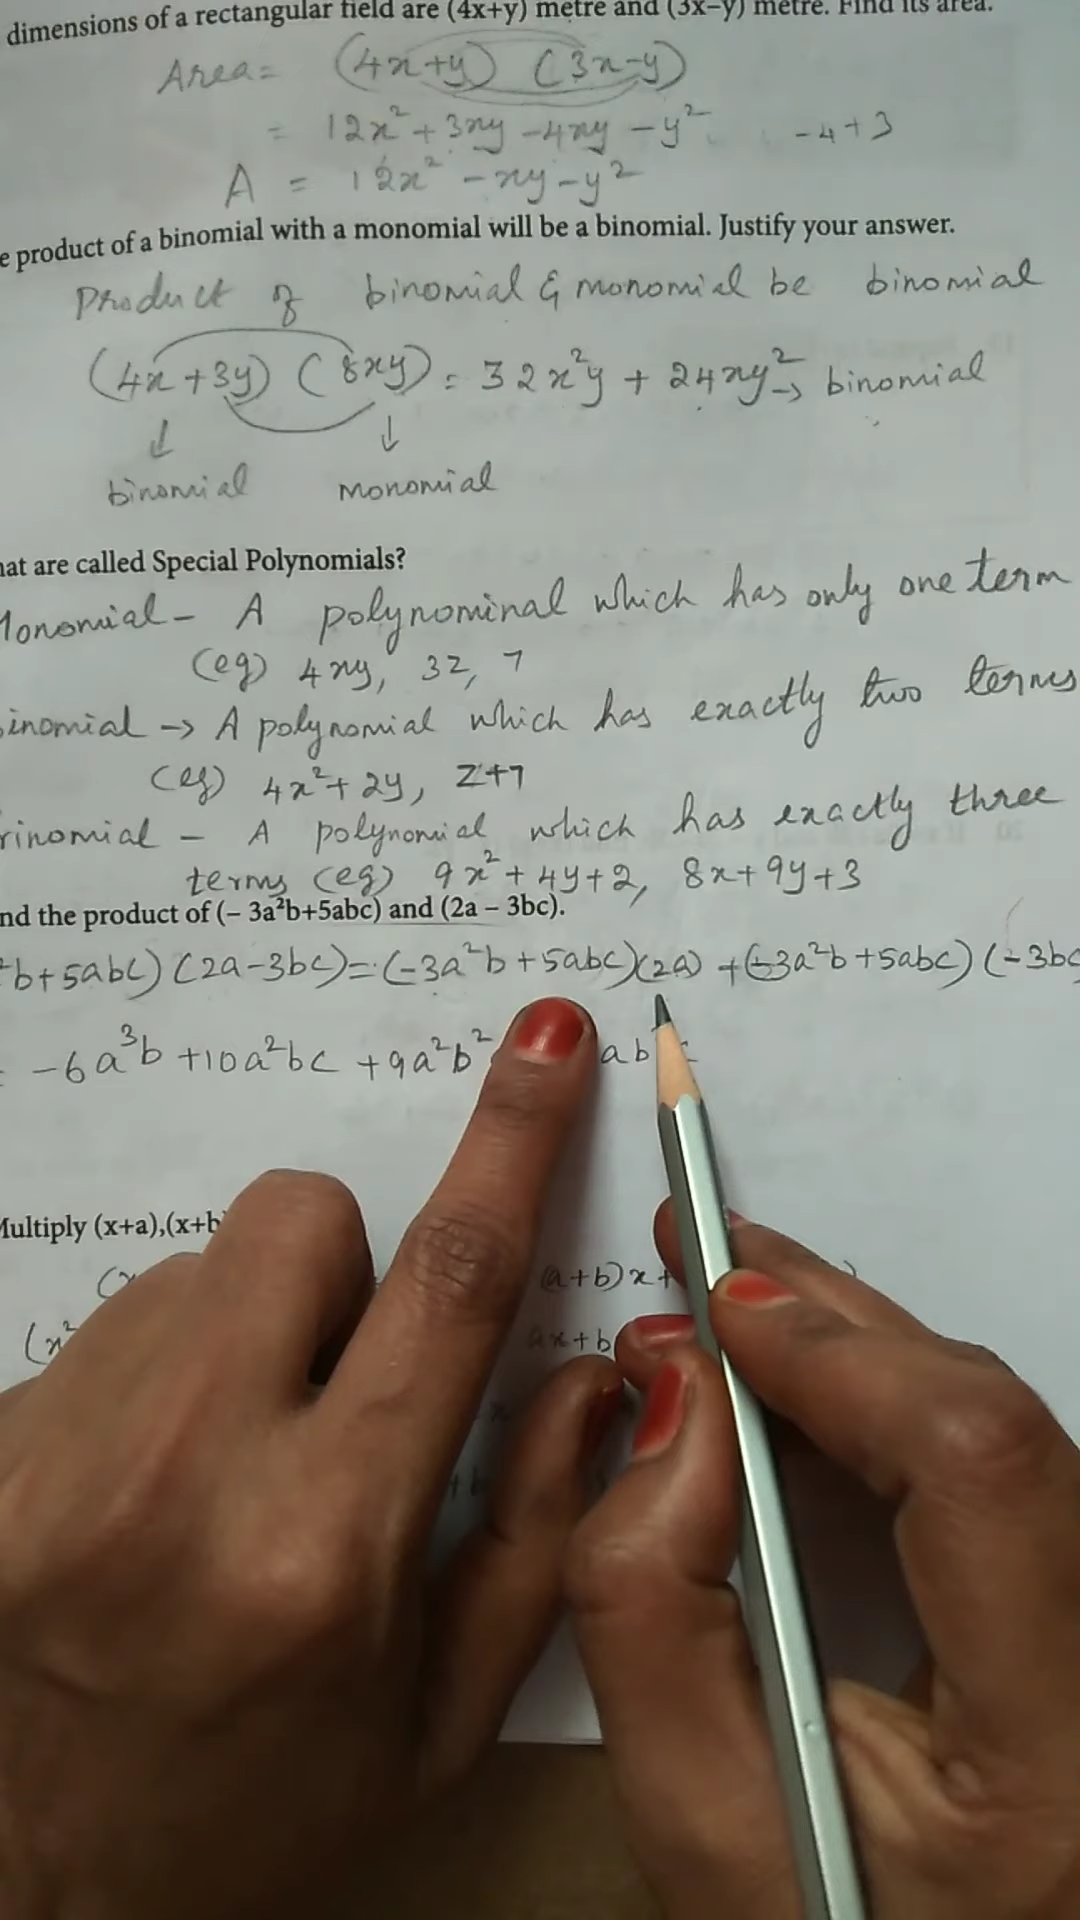 dimensions of a rectangular field are (4x+y) metre and (3x–y) metre. Find its area.
Area = (4x+y) (3x-y)
= 12x² + 3xy - 4xy - y² -4+3
A = 12x² - xy - y²
product of a binomial with a monomial will be a binomial. Justify your answer.
Product of binomial & monomial be binomial
(4x+3y) (8xy) = 32x²y + 24xy² → binomial
↓ ↓
binomial monomial
are called Special Polynomials?
Monomial - A polynominal which has only one term
(eg) 4xy, 3z, 7
inomial → A polynomial which has exactly two terms
(eg) 4x² + 2y, z+7
rinomial - A polynomial which has exactly three
terms (eg) 9x² + 4y+2, 8x+9y+3
nd the product of (– 3a²b+5abc) and (2a – 3bc).
²b+5abc) (2a-3bc) = (-3a²b+5abc)(2a) + (-3a²b+5abc) (-3bc
= -6a³b +10a²bc +9a²b² ab
Multiply (x+a),(x+b
(a+b)x+
(x² ax+b